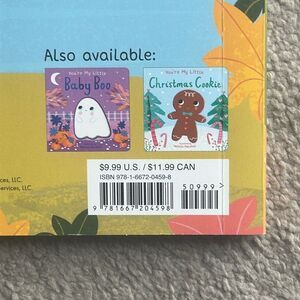 Also available:
You're My Little
Baby Boo
You're My Little
Christmas Cookie
ces, LLC.
ervices, LLC.
$9.99 U.S. / $11.99 CAN
ISBN 978-1-6672-0459-8
50999
9 781667 204598